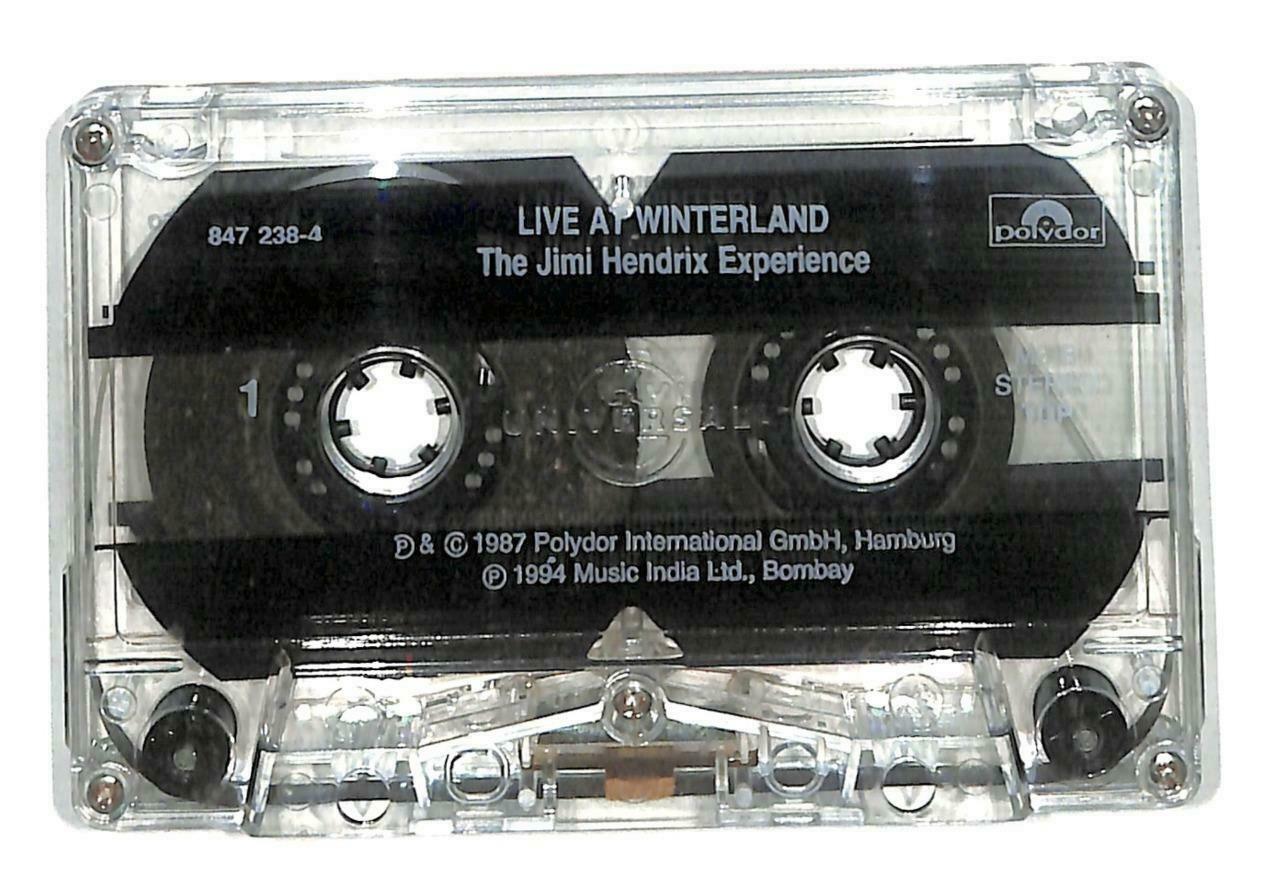 LIVE AT WINTERLAND
The Jimi Hendrix Experience
847 238-4
polydor
1
UNIVERSAL
STEREO
℗ & © 1987 Polydor International GmbH, Hamburg
℗ 1994 Music India Ltd., Bombay